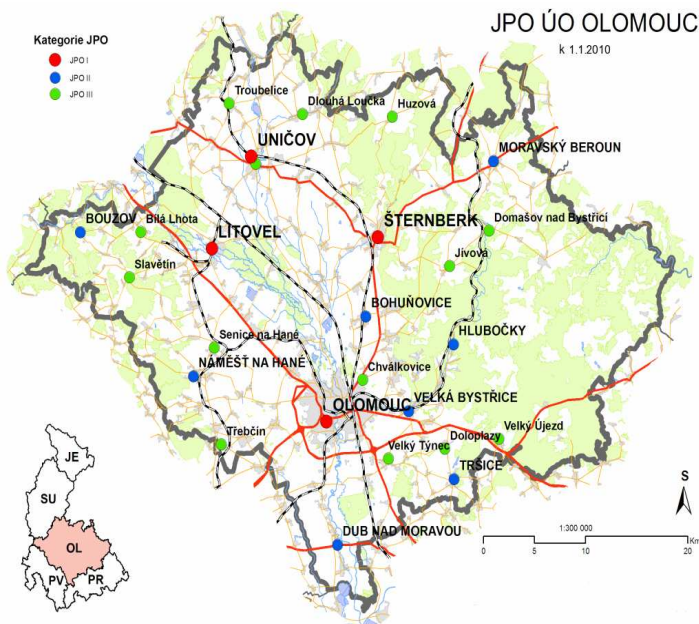 JPO ÚO OLOMOUC
k 1.1.2010
Kategorie JPO
JPO I
JPO II
JPO III
Troubelice
Dlouhá Loučka
Huzová
UNIČOV
MORAVSKÝ BEROUN
BOUZOV
Bílá Lhota
LITOVEL
ŠTERNBERK
Domašov nad Bystřicí
Slavětín
Jívová
BOHUŇOVICE
Senice na Hané
HLUBOČKY
NÁMĚŠŤ NA HANÉ
Chválkovice
OLOMOUC
VELKÁ BYSTŘICE
Třebčín
Velký Týnec
Doloplazy
Velký Újezd
TRŠICE
DUB NAD MORAVOU
JE
SU
OL
PV
PR
S
1:300 000
0 5 10 20
Km